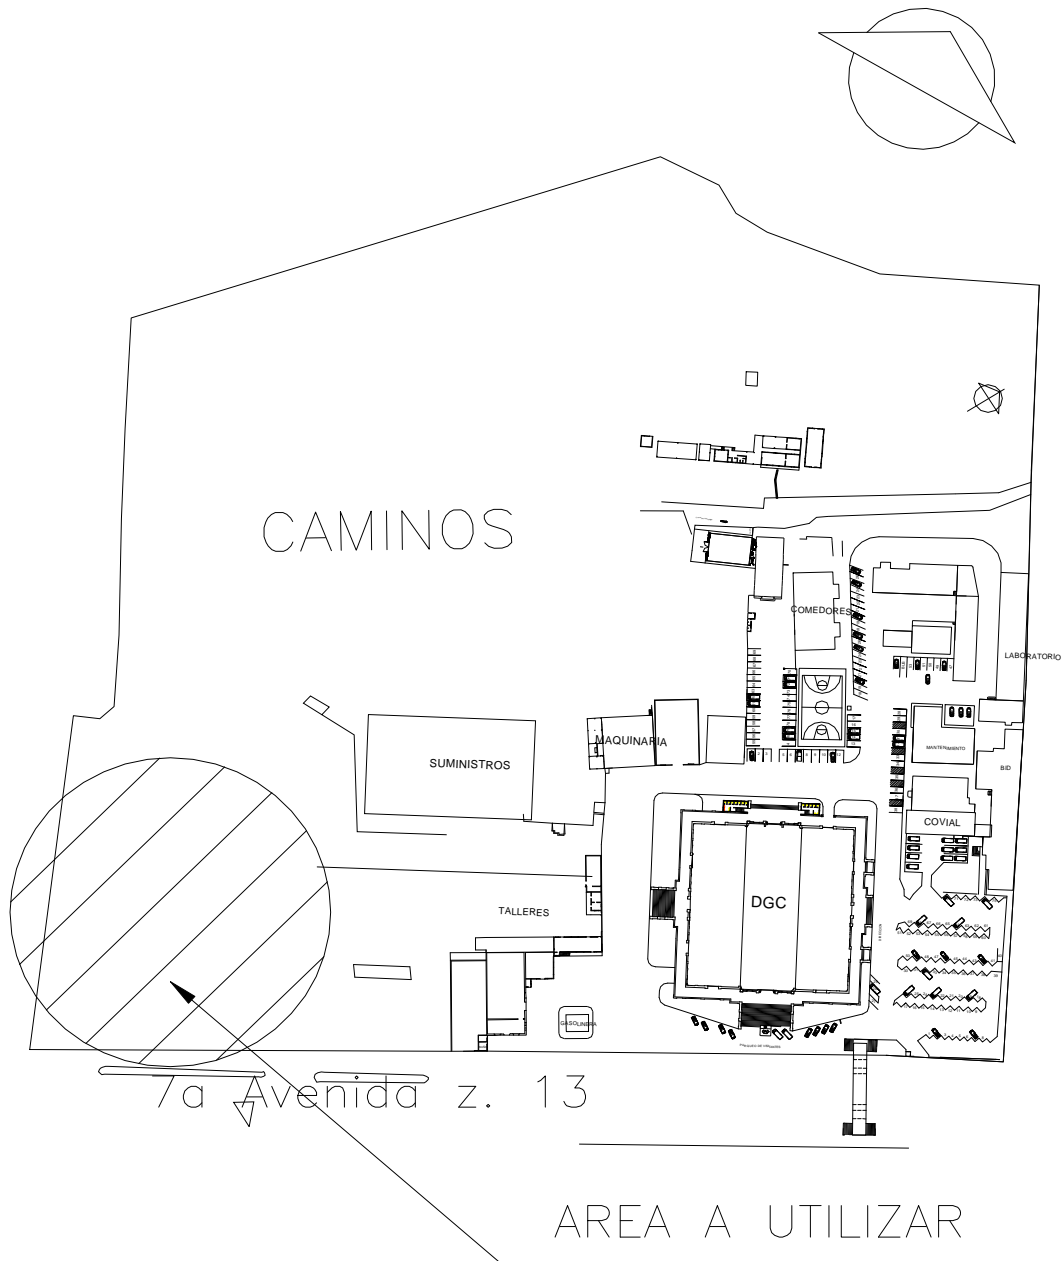 CAMINOS
COMEDORES
LABORATORIO
MAQUINARIA
MANTENIMIENTO
SUMINISTROS
BID
COVIAL
DGC
TALLERES
GASOLINERA
7a Avenida z. 13
AREA A UTILIZAR